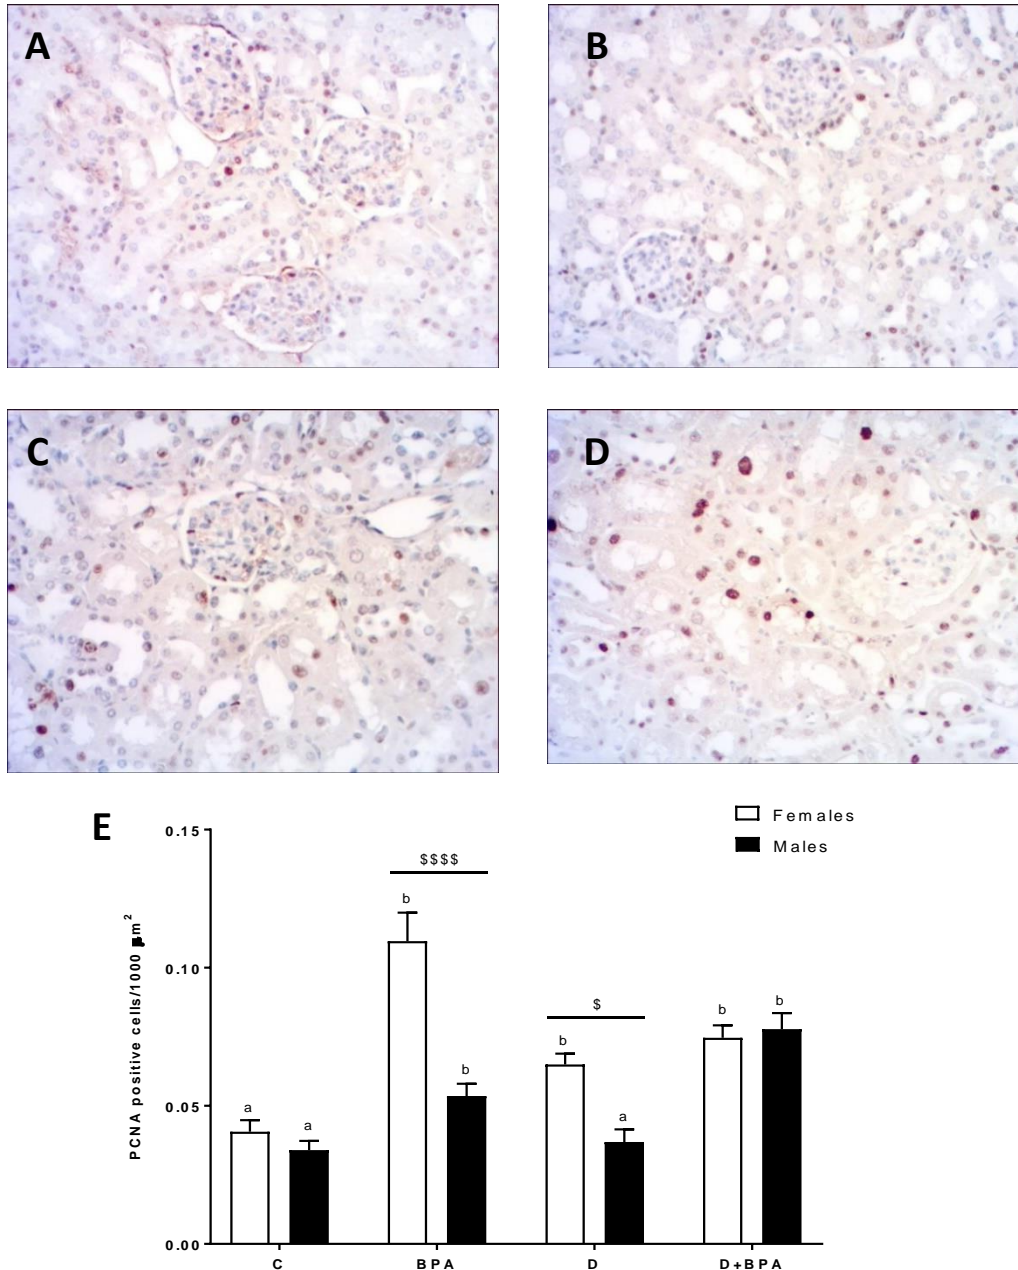 A
B
C
D
E
Females
Males
0.15
0.10
0.05
0.00
PCNA positive cells/1000 μm²
$$$$
$
a
a
b
b
b
a
b
b
C
BPA
D
D+BPA